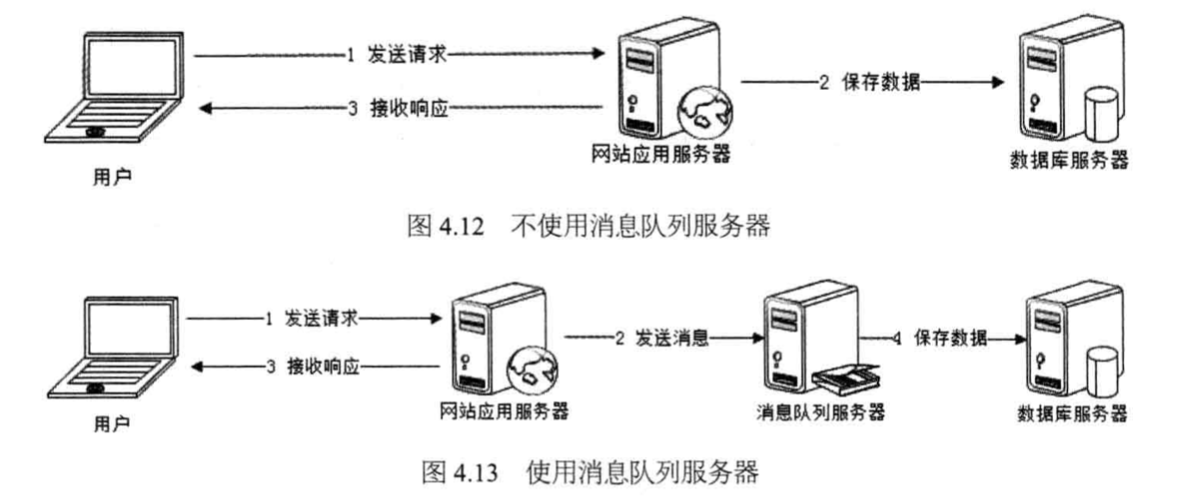 1 发送请求
2 保存数据
3 接收响应
用户
网站应用服务器
数据库服务器
图 4.12 不使用消息队列服务器
1 发送请求
2 发送消息
4 保存数据
3 接收响应
用户
网站应用服务器
消息队列服务器
数据库服务器
图 4.13 使用消息队列服务器